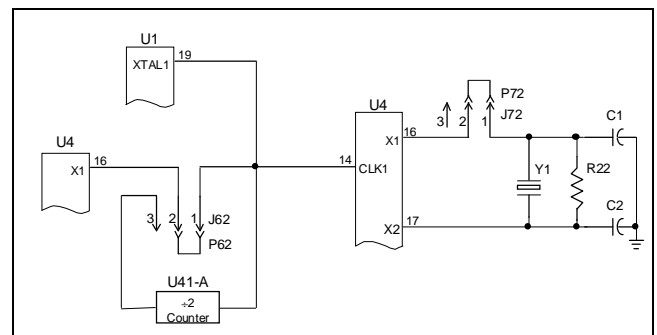 U1
XTAL1
19
U4
X1
16
3
2
1
J62
P62
U41-A
÷2
Counter
14
U4
CLK1
X1
16
X2
17
3
2
1
P72
J72
Y1
R22
C1
C2